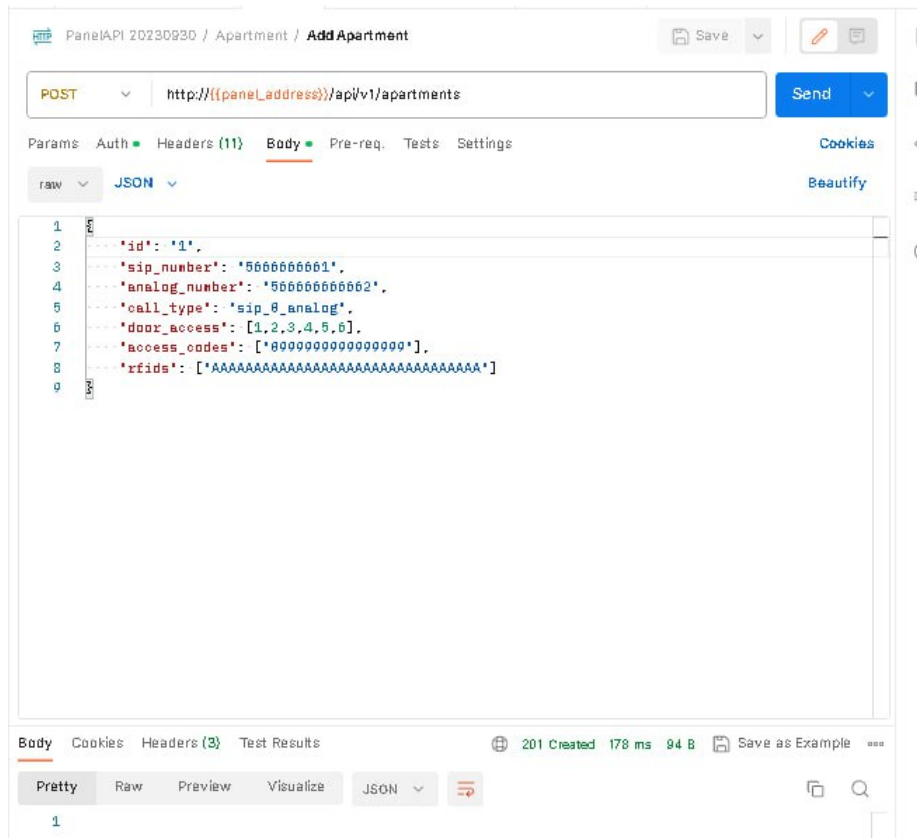 HTTP PanelAPI 20230930 / Apartment / Add Apartment Save
POST http://{{panel_address}}/api/v1/apartments Send
Params Auth Headers (11) Body Pre-req. Tests Settings Cookies
raw JSON Beautify
1 {
2 "id": "1",
3 "sip_number": "5666666661",
4 "analog_number": "566666666662",
5 "call_type": "sip_0_analog",
6 "door_access": [1,2,3,4,5,6],
7
"access_codes":
8 "rfids":
9 }
Body Cookies Headers (3) Test Results 201 Created 178 ms 94 B Save as Example
Pretty Raw Preview Visualize JSON
1